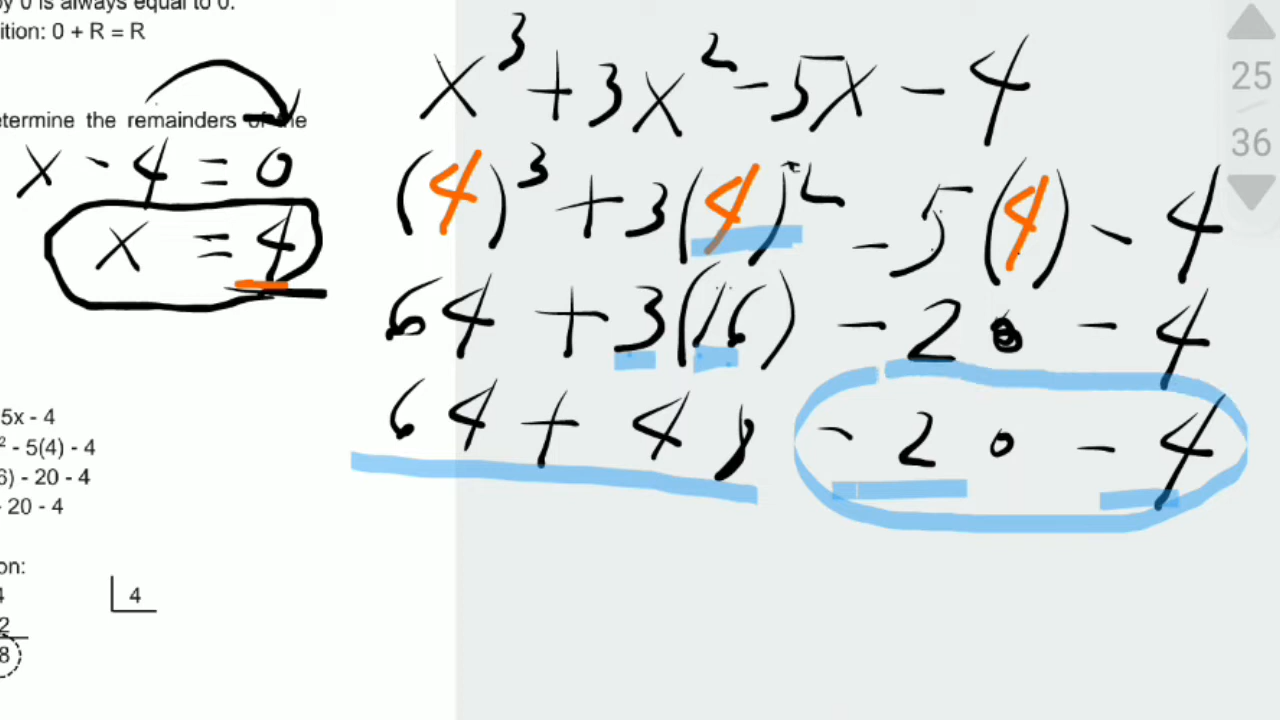 by 0 is always equal to 0.
ition: 0 + R = R
etermine the remainders of the
x - 4 = 0
x = 4
x³ + 3x² - 5x - 4
(4)³ + 3(4)² - 5(4) - 4
64 + 3(16) - 20 - 4
64 + 48 - 20 - 4
5x - 4
² - 5(4) - 4
6) - 20 - 4
- 20 - 4
on:
4
4
2
8
25
36